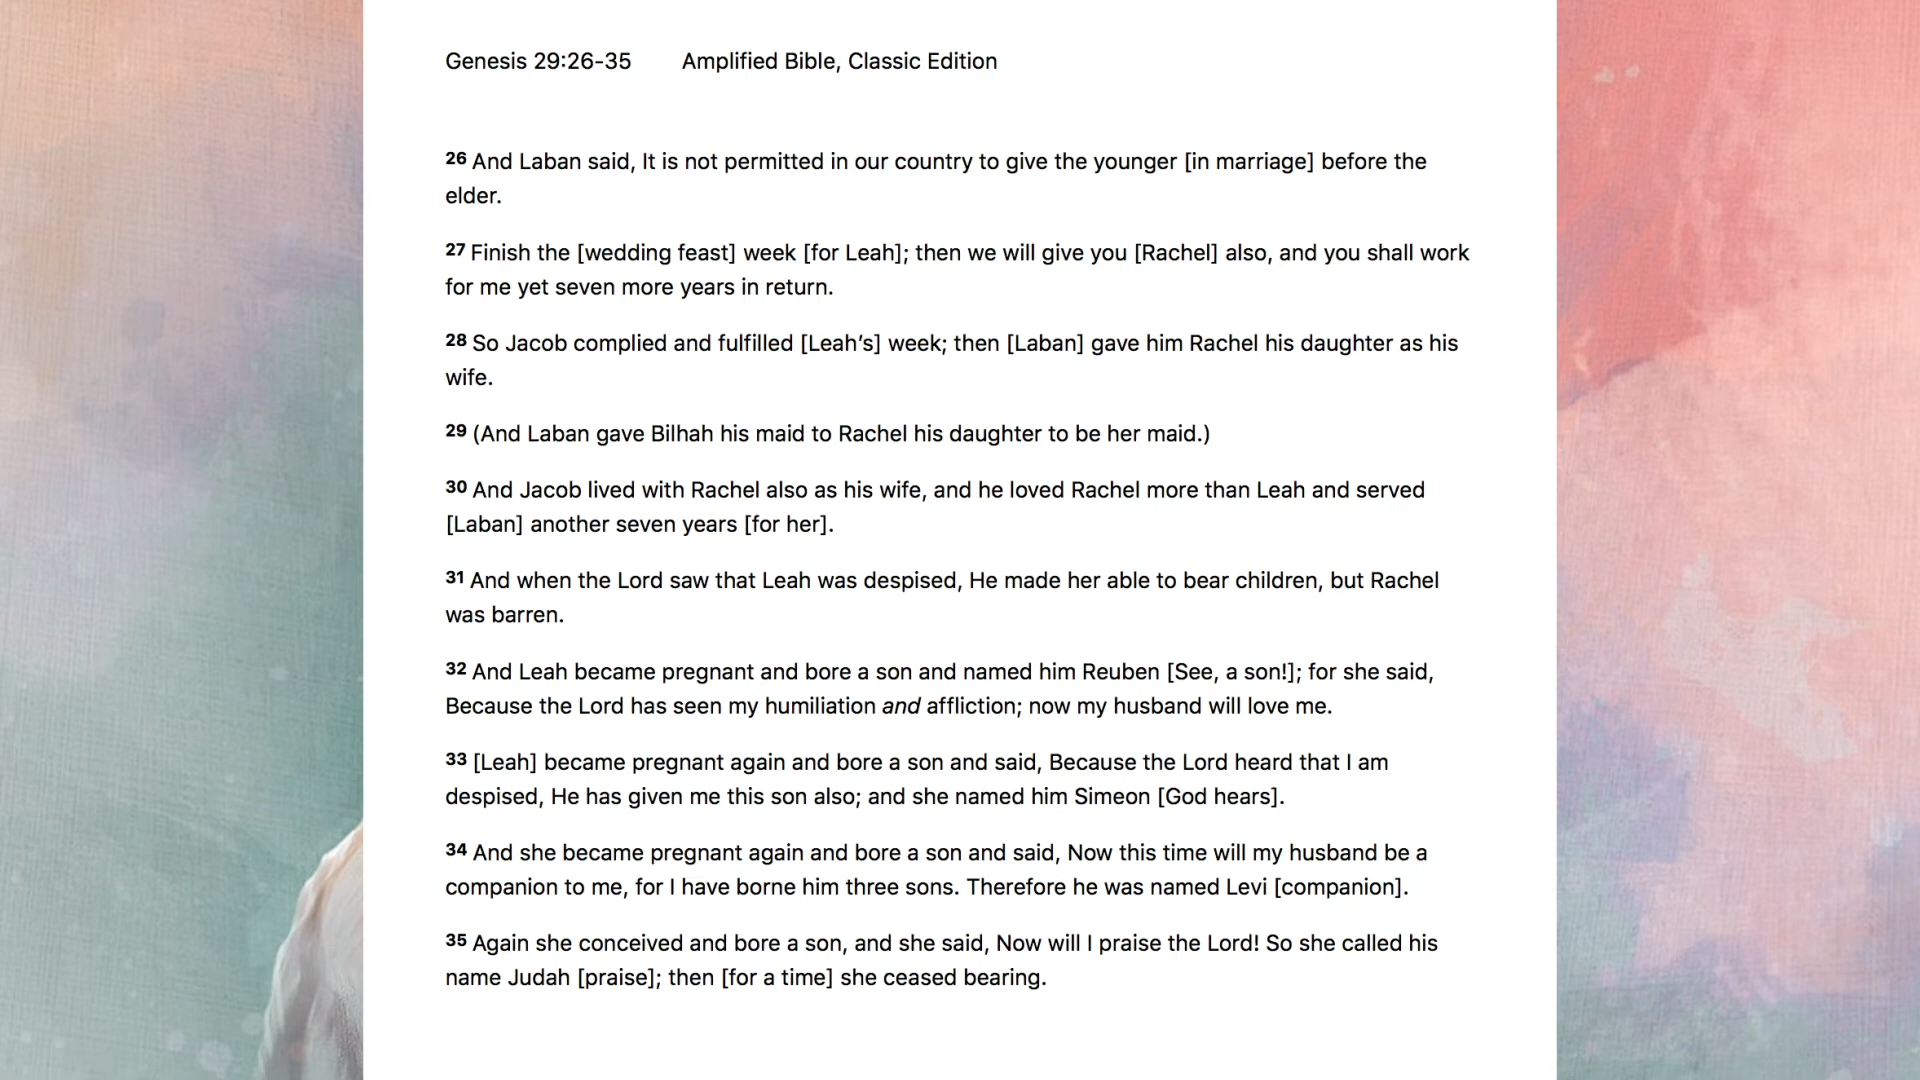 Genesis 29:26-35 Amplified Bible, Classic Edition
26 And Laban said, It is not permitted in our country to give the younger [in marriage] before the
elder.
27 Finish the [wedding feast] week [for Leah]; then we will give you [Rachel] also, and you shall work
for me yet seven more years in return.
28 So Jacob complied and fulfilled [Leah’s] week; then [Laban] gave him Rachel his daughter as his
wife.
29 (And Laban gave Bilhah his maid to Rachel his daughter to be her maid.)
30 And Jacob lived with Rachel also as his wife, and he loved Rachel more than Leah and served
[Laban] another seven years [for her].
31 And when the Lord saw that Leah was despised, He made her able to bear children, but Rachel
was barren.
32 And Leah became pregnant and bore a son and named him Reuben [See, a son!]; for she said,
Because the Lord has seen my humiliation and affliction; now my husband will love me.
33 [Leah] became pregnant again and bore a son and said, Because the Lord heard that I am
despised, He has given me this son also; and she named him Simeon [God hears].
34 And she became pregnant again and bore a son and said, Now this time will my husband be a
companion to me, for I have borne him three sons. Therefore he was named Levi [companion].
35 Again she conceived and bore a son, and she said, Now will I praise the Lord! So she called his
name Judah [praise]; then [for a time] she ceased bearing.